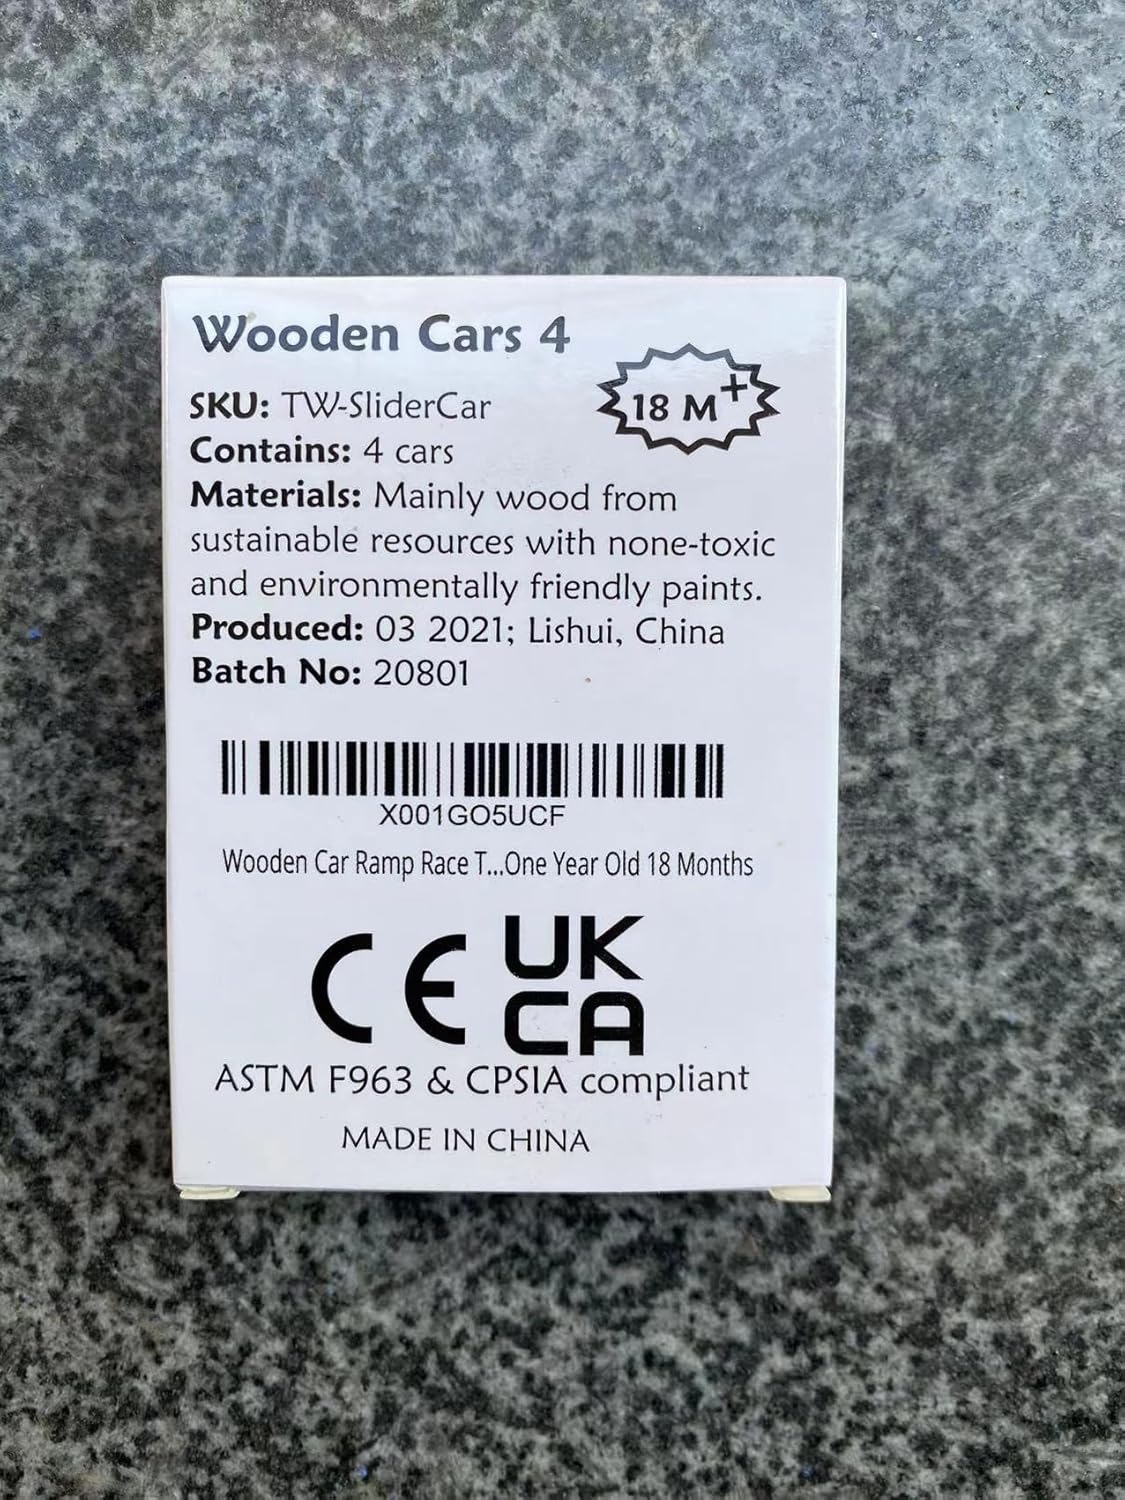 Wooden Cars 4
18 M+
SKU: TW-SliderCar
Contains: 4 cars
Materials: Mainly wood from
sustainable resources with none-toxic
and environmentally friendly paints.
Produced: 03 2021; Lishui, China
Batch No: 20801
X001GO5UCF
Wooden Car Ramp Race T...One Year Old 18 Months
CE
UK
CA
ASTM F963 & CPSIA compliant
MADE IN CHINA